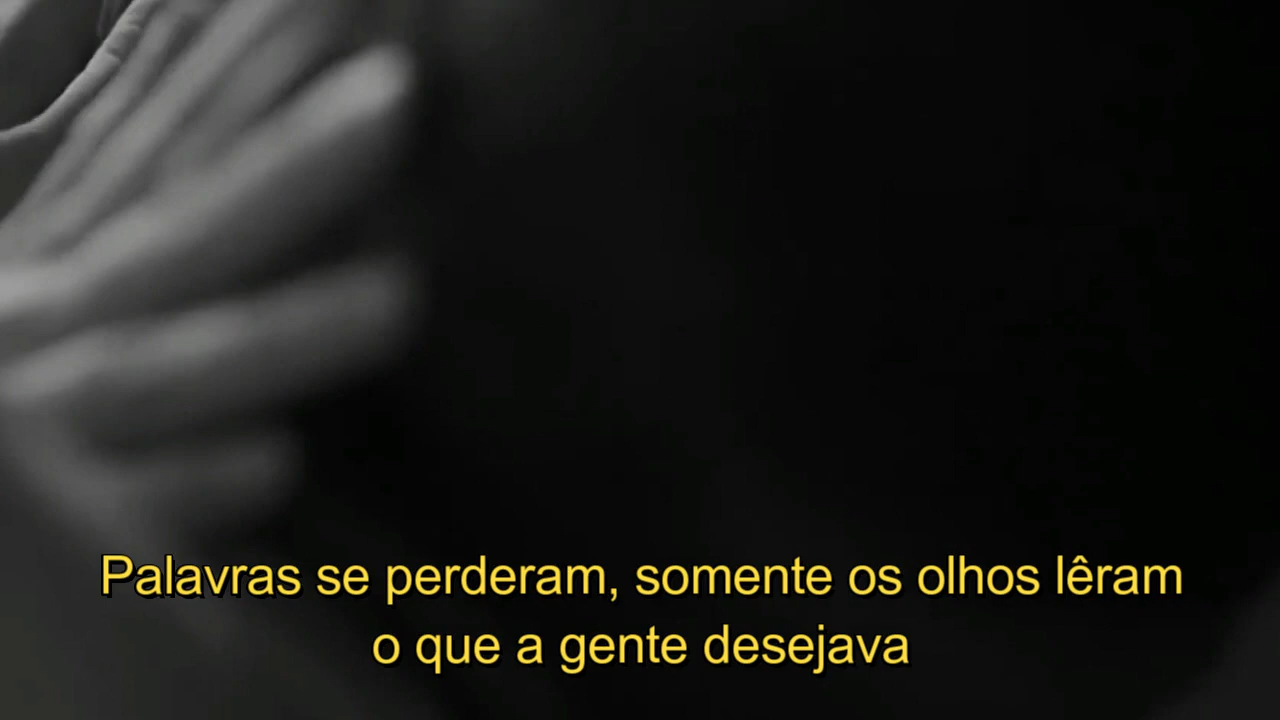 Palavras se perderam, somente os olhos lêram
o que a gente desejava